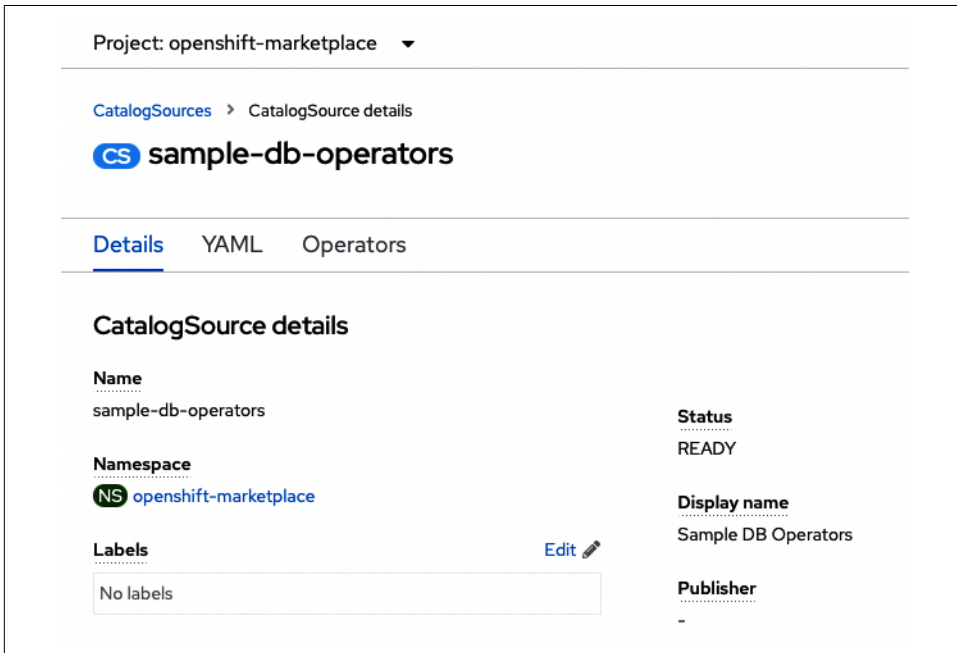 Project: openshift-marketplace
CatalogSources > CatalogSource details
CS sample-db-operators
Details YAML Operators
CatalogSource details
Name
sample-db-operators
Namespace
NS openshift-marketplace
Labels Edit
No labels
Status
READY
Display name
Sample DB Operators
Publisher
-